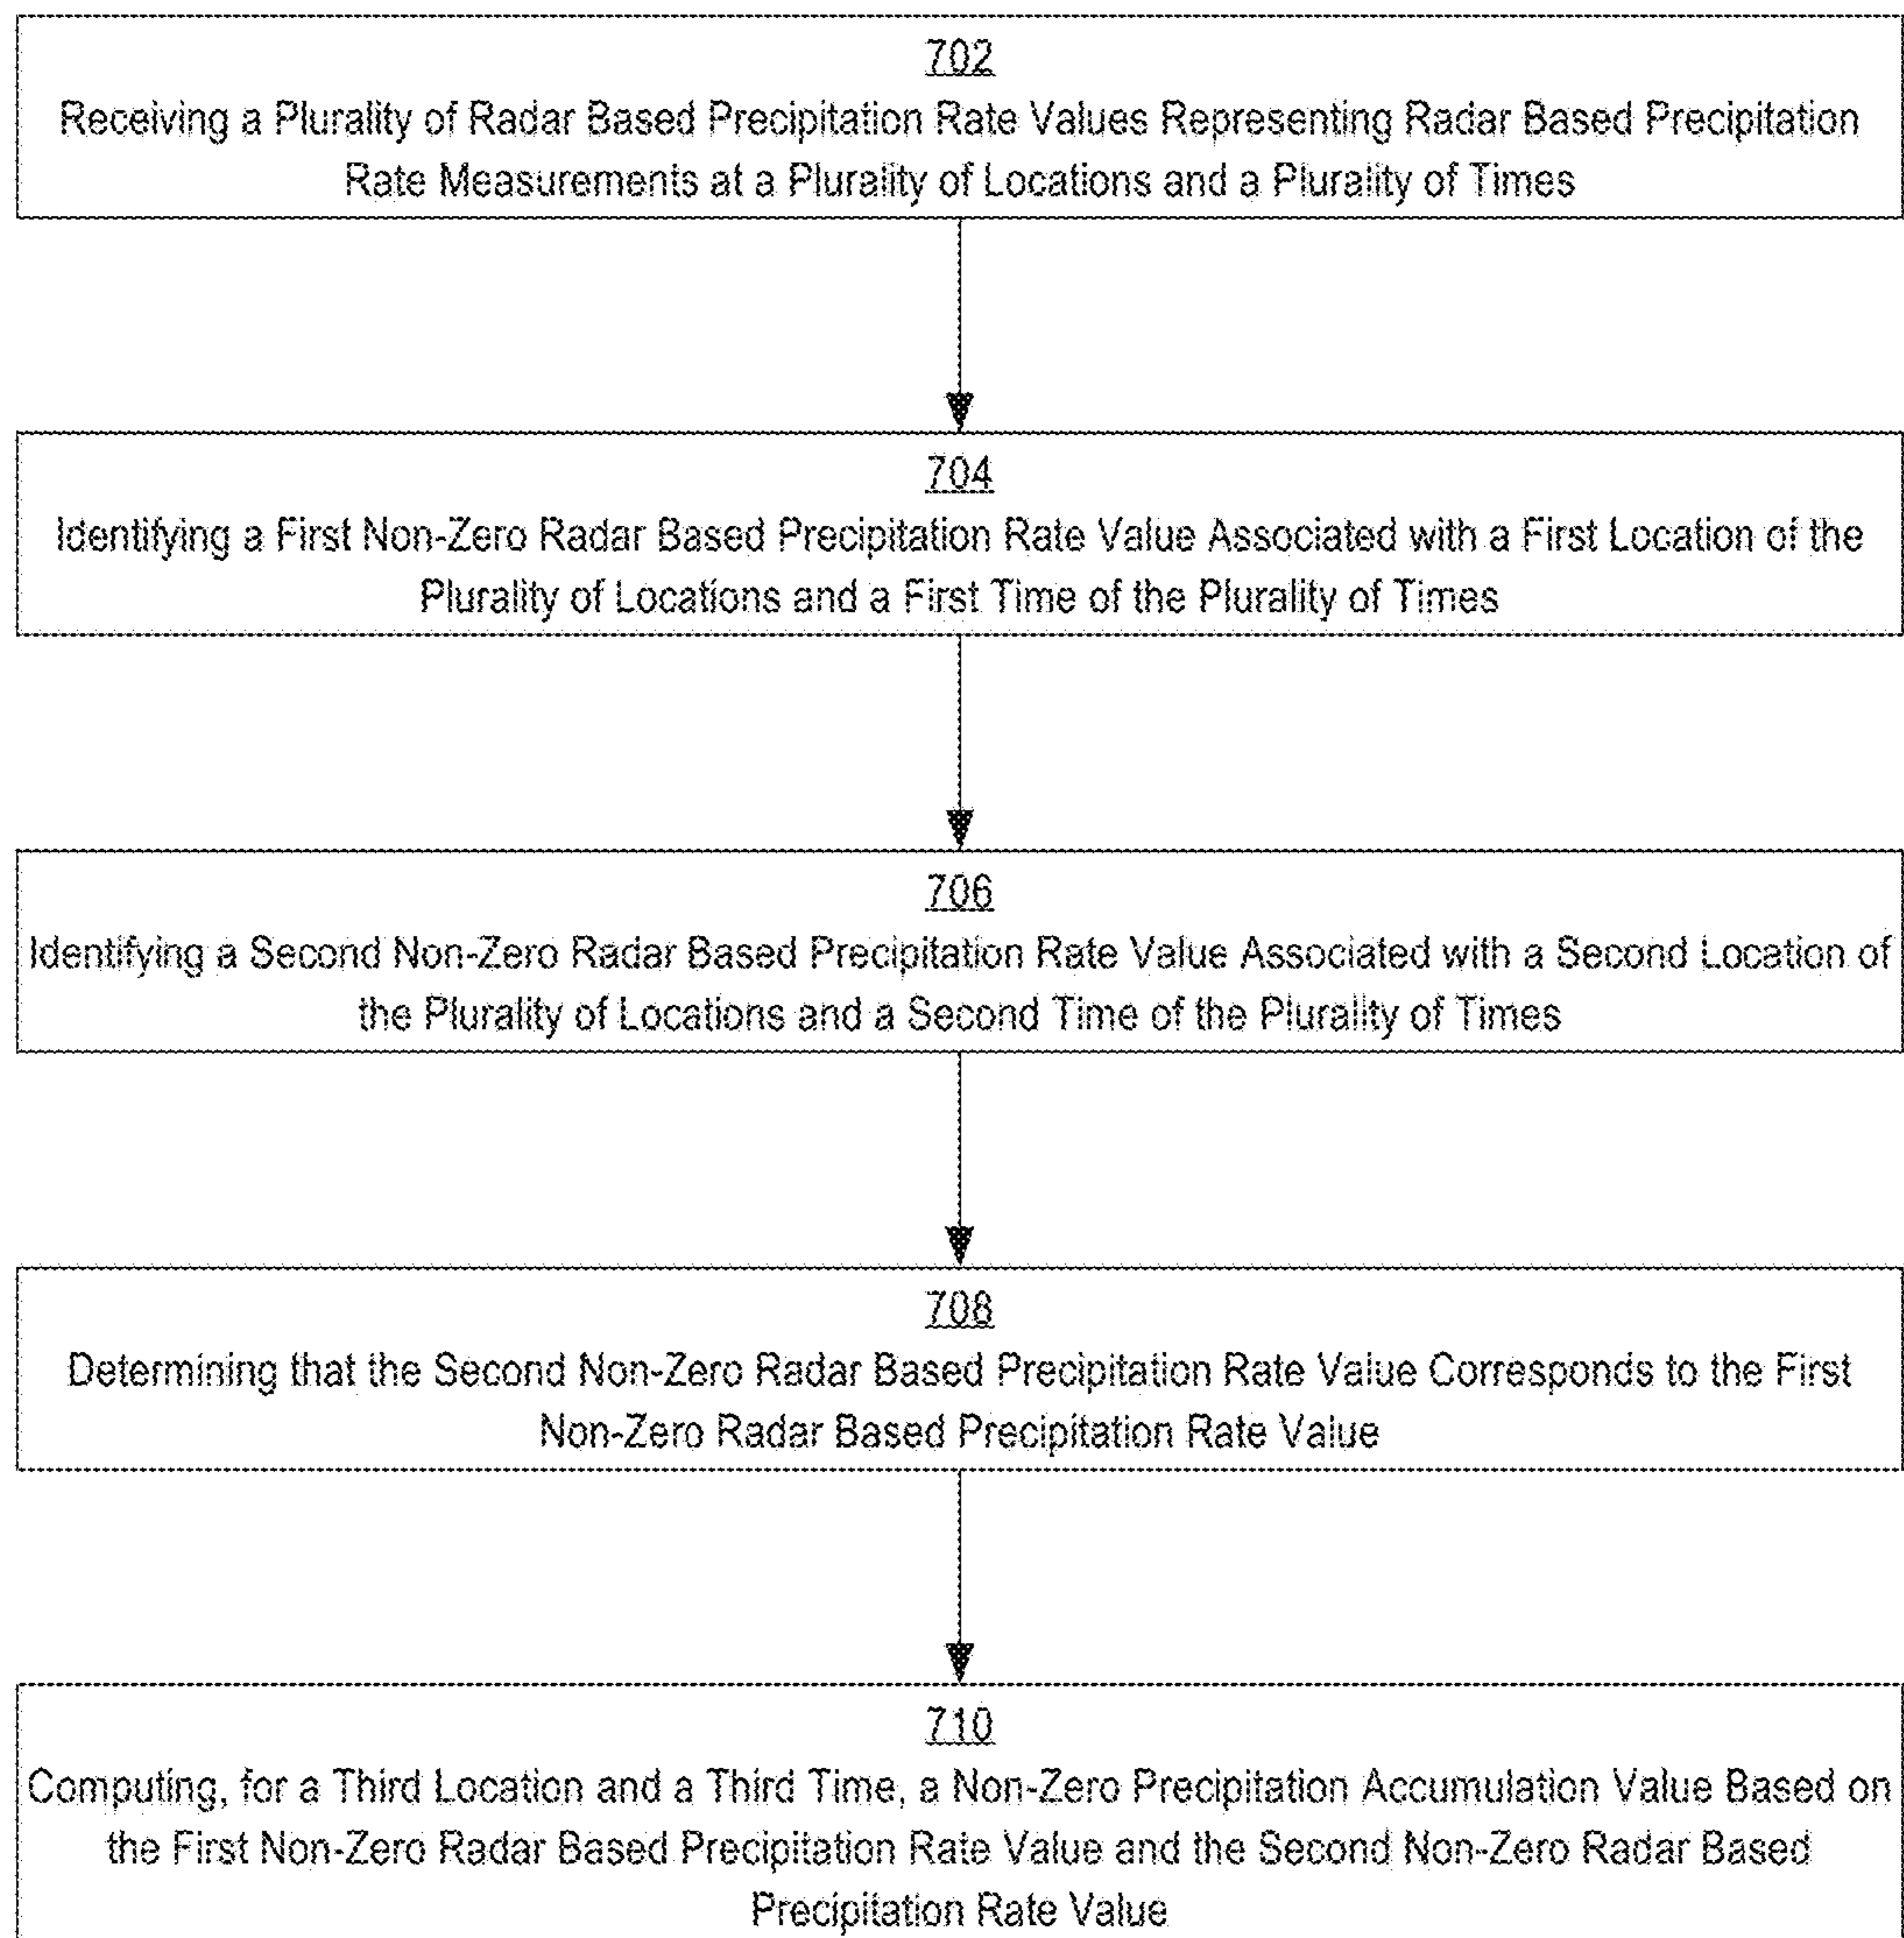 702
Receiving a Plurality of Radar Based Precipitation Rate Values Representing Radar Based Precipitation
Rate Measurements at a Plurality of Locations and a Plurality of Times
704
Identifying a First Non-Zero Radar Based Precipitation Rate Value Associated with a First Location of the
Plurality of Locations and a First Time of the Plurality of Times
706
Identifying a Second Non-Zero Radar Based Precipitation Rate Value Associated with a Second Location of
the Plurality of Locations and a Second Time of the Plurality of Times
708
Determining that the Second Non-Zero Radar Based Precipitation Rate Value Corresponds to the First
Non-Zero Radar Based Precipitation Rate Value
710
Computing, for a Third Location and a Third Time, a Non-Zero Precipitation Accumulation Value Based on
the First Non-Zero Radar Based Precipitation Rate Value and the Second Non-Zero Radar Based
Precipitation Rate Value